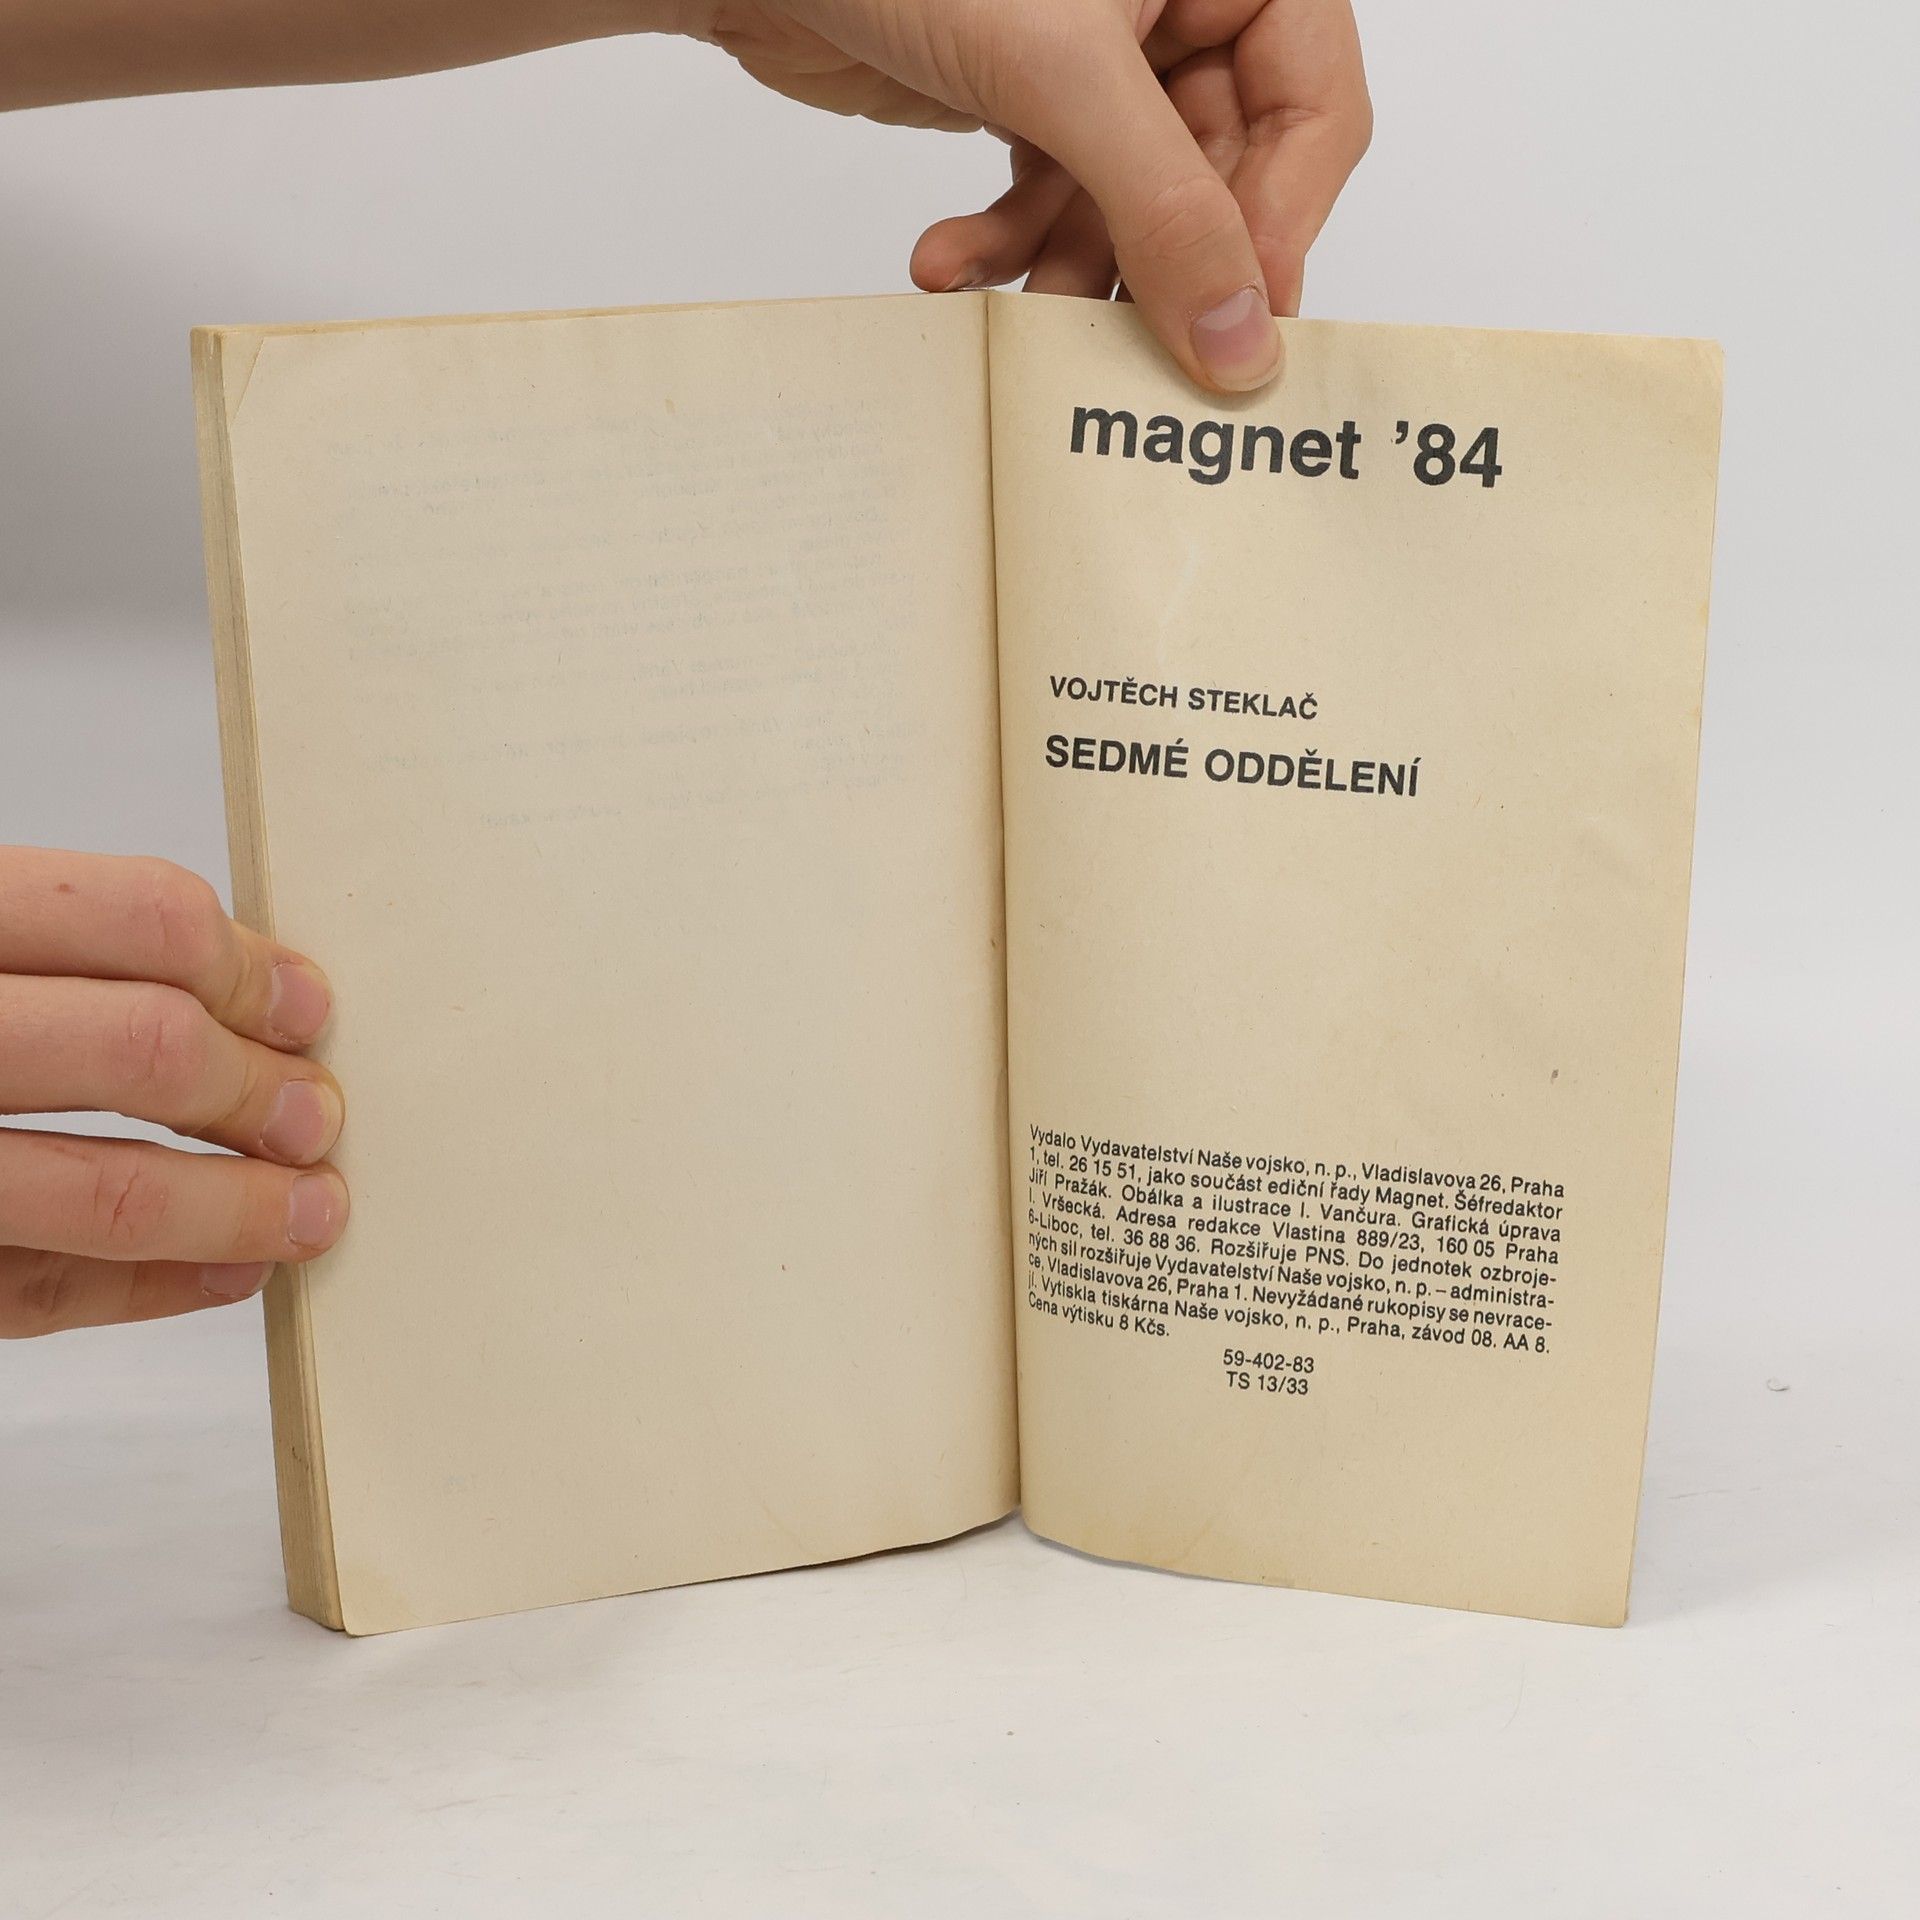 magnet ’84
VOJTĚCH STEKLAČ
SEDMÉ ODDĚLENÍ
Vydalo Vydavatelství Naše vojsko, n. p., Vladislavova 26, Praha
1, tel. 26 15 51, jako součást ediční řady Magnet. Šéfredaktor
Jiří Pražák. Obálka a ilustrace I. Vančura. Grafická úprava
I. Vršecká. Adresa redakce Vlastina 889/23, 160 05 Praha
6-Liboc, tel. 36 88 36. Rozšiřuje PNS. Do jednotek ozbroje-
ných sil rozšiřuje Vydavatelství Naše vojsko, n. p. – administra-
ce, Vladislavova 26, Praha 1. Nevyžádané rukopisy se nevrace-
jí. Vytiskla tiskárna Naše vojsko, n. p., Praha, závod 08. AA 8.
Cena výtisku 8 Kčs.
59-402-83
TS 13/33